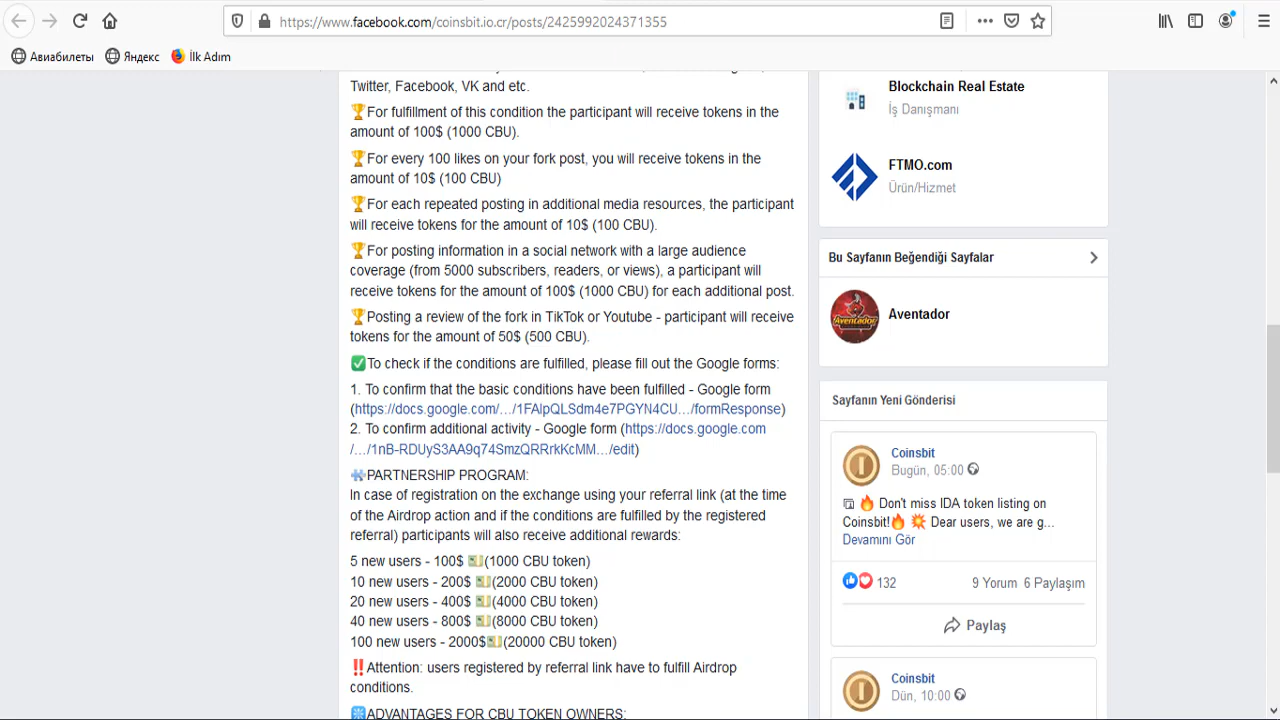 https://www.facebook.com/coinsbit.io.cr/posts/2425992024371355
Авиабилеты Яндекс İlk Adım
Twitter, Facebook, VK and etc.
🏆For fulfillment of this condition the participant will receive tokens in the
amount of 100$ (1000 CBU).
🏆For every 100 likes on your fork post, you will receive tokens in the
amount of 10$ (100 CBU)
🏆For each repeated posting in additional media resources, the participant
will receive tokens for the amount of 10$ (100 CBU).
🏆For posting information in a social network with a large audience
coverage (from 5000 subscribers, readers, or views), a participant will
receive tokens for the amount of 100$ (1000 CBU) for each additional post.
🏆Posting a review of the fork in TikTok or Youtube - participant will receive
tokens for the amount of 50$ (500 CBU).
✅To check if the conditions are fulfilled, please fill out the Google forms:
1. To confirm that the basic conditions have been fulfilled - Google form
(https://docs.google.com/…/1FAlpQLSdm4e7PGYN4CU…/formResponse)
2. To confirm additional activity - Google form (https://docs.google.com
/…/1nB-RDUyS3AA9q74SmzQRRrkKcMM…/edit)
PARTNERSHIP PROGRAM:
In case of registration on the exchange using your referral link (at the time
of the Airdrop action and if the conditions are fulfilled by the registered
referral) participants will also receive additional rewards:
5 new users - 100$ 💵(1000 CBU token)
10 new users - 200$ 💵(2000 CBU token)
20 new users - 400$ 💵(4000 CBU token)
40 new users - 800$ 💵(8000 CBU token)
100 new users - 2000$💵(20000 CBU token)
‼️Attention: users registered by referral link have to fulfill Airdrop
conditions.
ADVANTAGES FOR CBU TOKEN OWNERS:
Blockchain Real Estate
İş Danışmanı
FTMO.com
Ürün/Hizmet
Bu Sayfanın Beğendiği Sayfalar
Aventador
Aventador
Sayfanın Yeni Gönderisi
Coinsbit
Bugün, 05:00
🔥 Don't miss IDA token listing on
Coinsbit!🔥 💥 Dear users, we are g...
Devamını Gör
132 9 Yorum 6 Paylaşım
Paylaş
Coinsbit
Dün, 10:00